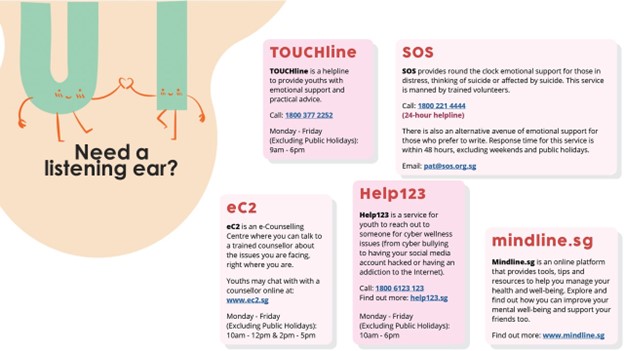 U I
Need a
listening ear?
TOUCHline
TOUCHline is a helpline
to provide youths with
emotional support and
practical advice.
Call: 1800 377 2252
Monday - Friday
(Excluding Public Holidays):
9am - 6pm
SOS
SOS provides round the clock emotional support for those in
distress, thinking of suicide or affected by suicide. This service
is manned by trained volunteers.
Call: 1800 221 4444
(24-hour helpline)
There is also an alternative avenue of emotional support for
those who prefer to write. Response time for this service is
within 48 hours, excluding weekends and public holidays.
Email: pat@sos.org.sg
eC2
eC2 is an e-Counselling
Centre where you can talk to
a trained counsellor about
the issues you are facing,
right where you are.
Youths may chat with with a
counsellor online at:
www.ec2.sg
Monday - Friday
(Excluding Public Holidays):
10am - 12pm & 2pm - 5pm
Help123
Help123 is a service for
youth to reach out to
someone for cyber wellness
issues (from cyber bullying
to having your social media
account hacked or having an
addiction to the Internet).
Call: 1800 6123 123
Find out more: help123.sg
Monday - Friday
(Excluding Public Holidays):
10am - 6pm
mindline.sg
Mindline.sg is an online platform
that provides tools, tips and
resources to help you manage your
health and well-being. Explore and
find out how you can improve your
mental well-being and support your
friends too.
Find out more: www.mindline.sg